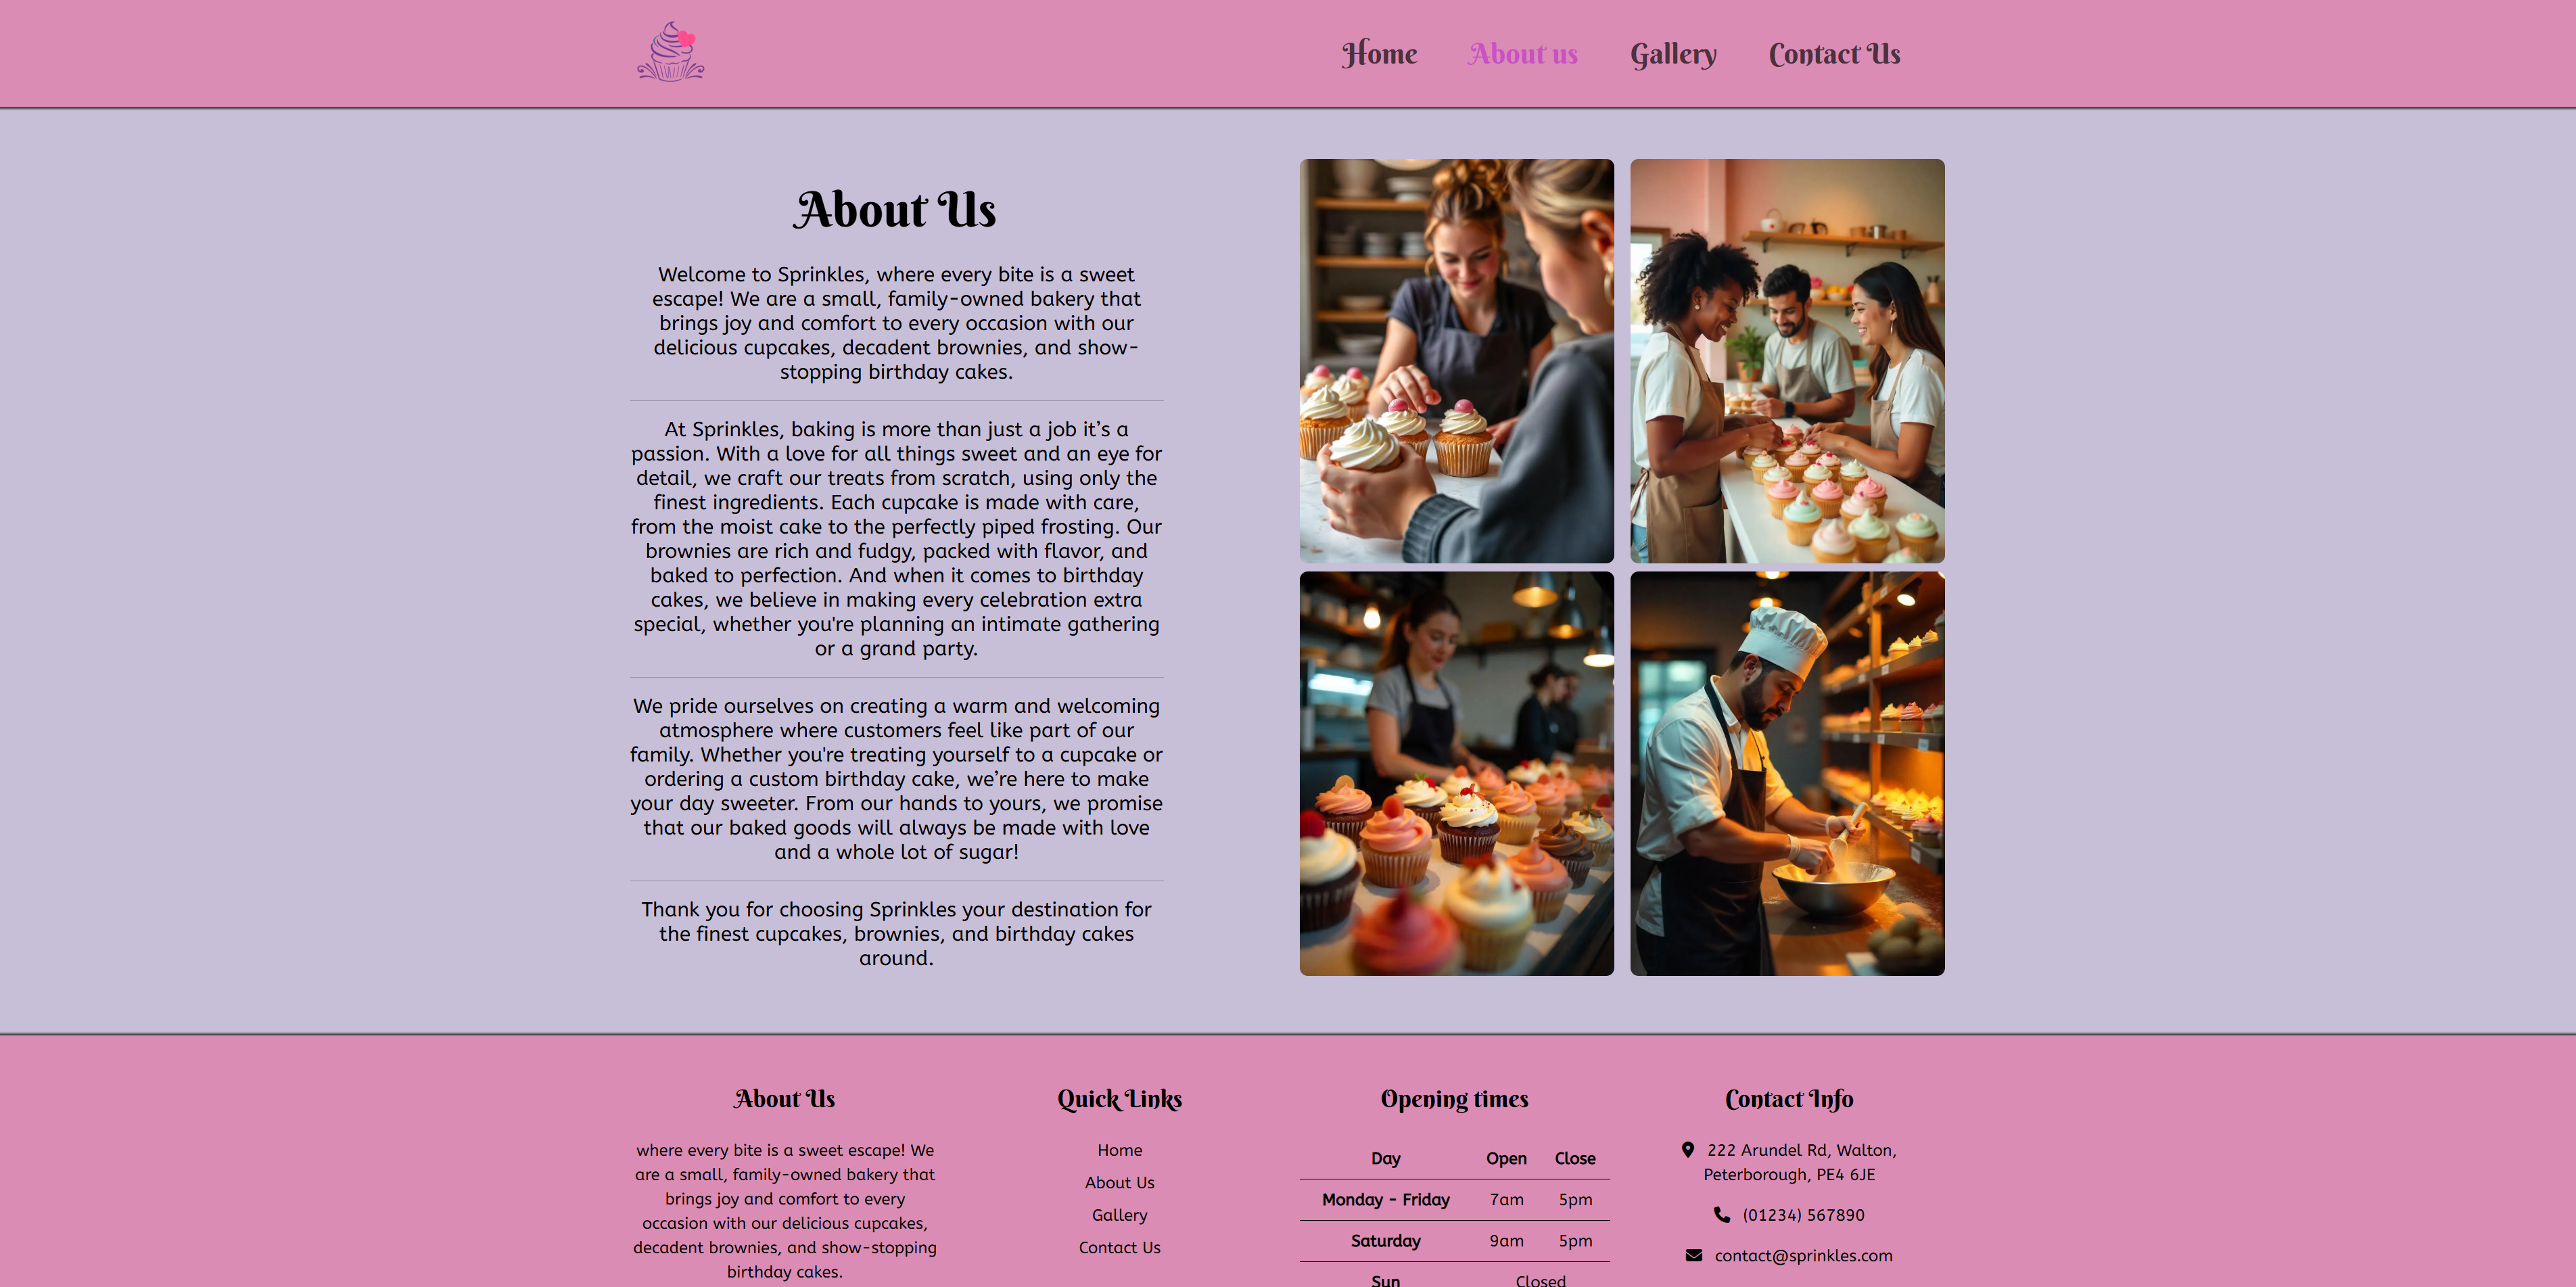 Home
About us
Gallery
Contact Us
About Us
Welcome to Sprinkles, where every bite is a sweet
escape! We are a small, family-owned bakery that
brings joy and comfort to every occasion with our
delicious cupcakes, decadent brownies, and show-
stopping birthday cakes.
At Sprinkles, baking is more than just a job it’s a
passion. With a love for all things sweet and an eye for
detail, we craft our treats from scratch, using only the
finest ingredients. Each cupcake is made with care,
from the moist cake to the perfectly piped frosting. Our
brownies are rich and fudgy, packed with flavor, and
baked to perfection. And when it comes to birthday
cakes, we believe in making every celebration extra
special, whether you're planning an intimate gathering
or a grand party.
We pride ourselves on creating a warm and welcoming
atmosphere where customers feel like part of our
family. Whether you're treating yourself to a cupcake or
ordering a custom birthday cake, we’re here to make
your day sweeter. From our hands to yours, we promise
that our baked goods will always be made with love
and a whole lot of sugar!
Thank you for choosing Sprinkles your destination for
the finest cupcakes, brownies, and birthday cakes
around.
About Us
where every bite is a sweet escape! We
are a small, family-owned bakery that
brings joy and comfort to every
occasion with our delicious cupcakes,
decadent brownies, and show-stopping
birthday cakes.
Quick Links
Home
About Us
Gallery
Contact Us
Opening times
Day Open Close
Monday - Friday 7am 5pm
Saturday 9am 5pm
Sun Closed
Contact Info
222 Arundel Rd, Walton,
Peterborough, PE4 6JE
(01234) 567890
contact@sprinkles.com